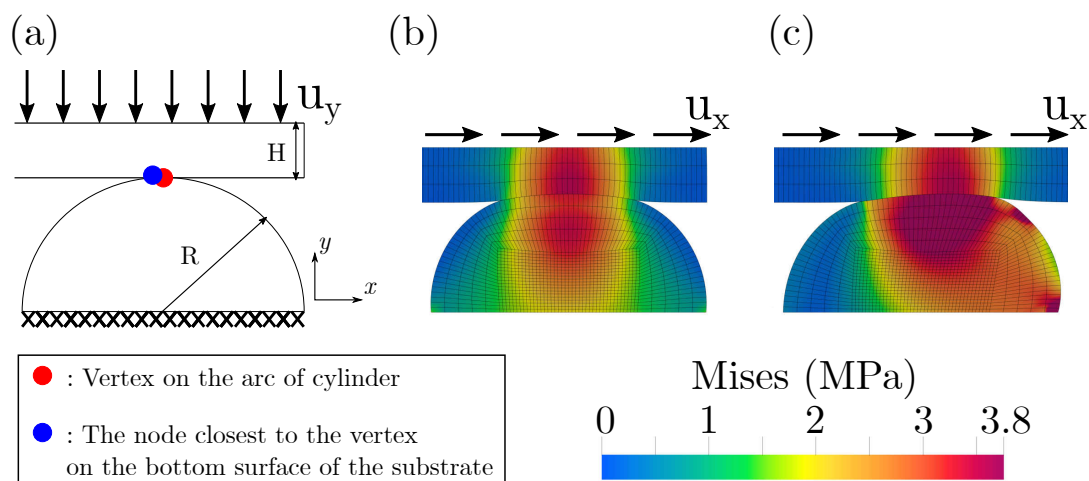 (a)
u_y
H
R
y
x
(b)
u_x
(c)
u_x
: Vertex on the arc of cylinder
: The node closest to the vertex
on the bottom surface of the substrate
Mises (MPa)
0 1 2 3 3.8